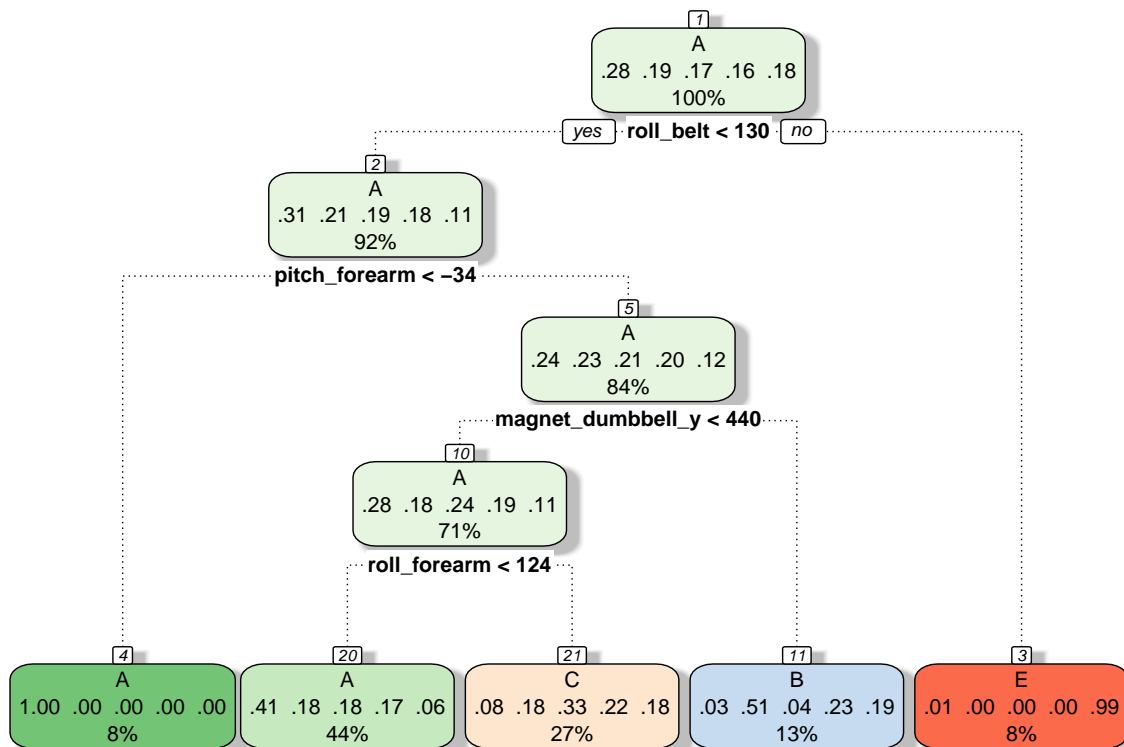 1
A
.28 .19 .17 .16 .18
100%
yes roll_belt < 130 no
2
A
.31 .21 .19 .18 .11
92%
pitch_forearm < −34
5
A
.24 .23 .21 .20 .12
84%
magnet_dumbbell_y < 440
10
A
.28 .18 .24 .19 .11
71%
roll_forearm < 124
4
A
1.00 .00 .00 .00 .00
8%
20
A
.41 .18 .18 .17 .06
44%
21
C
.08 .18 .33 .22 .18
27%
11
B
.03 .51 .04 .23 .19
13%
3
E
.01 .00 .00 .00 .99
8%